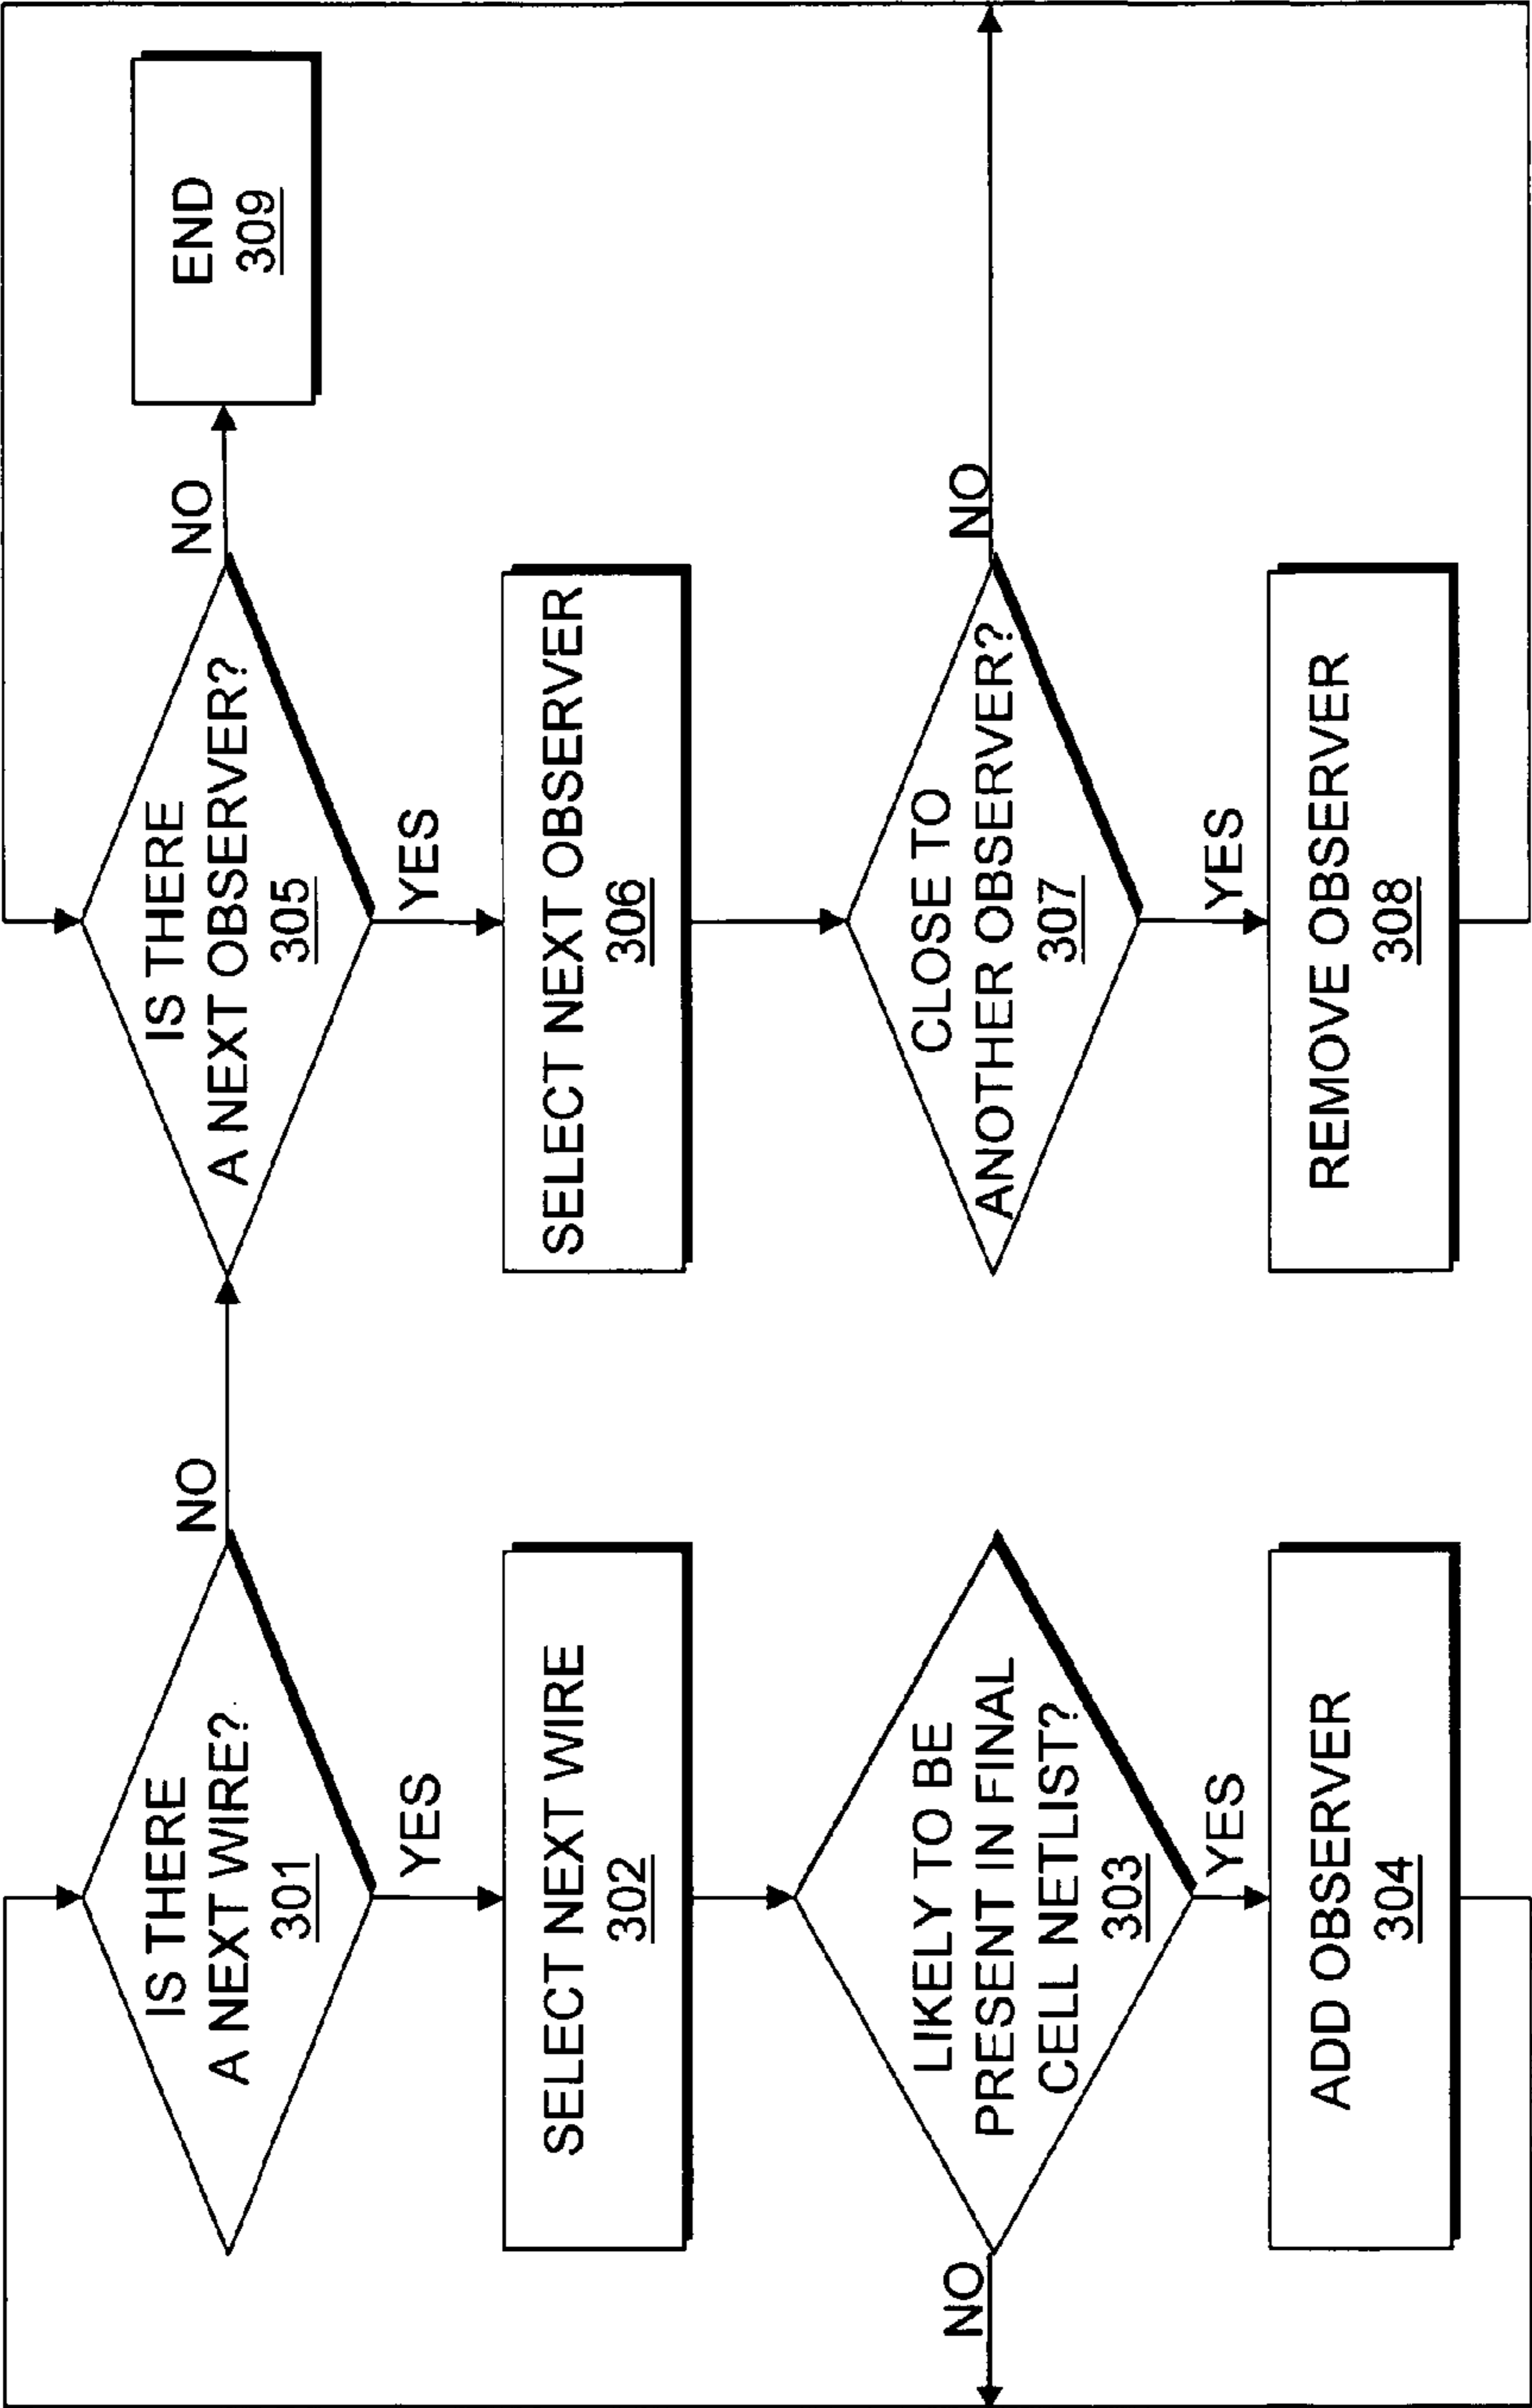 IS THERE
A NEXT WIRE?
301
NO
YES
SELECT NEXT WIRE
302
LIKELY TO BE
PRESENT IN FINAL
CELL NETLIST?
303
NO
YES
ADD OBSERVER
304
IS THERE
A NEXT OBSERVER?
305
NO
YES
SELECT NEXT OBSERVER
306
CLOSE TO
ANOTHER OBSERVER?
307
NO
YES
REMOVE OBSERVER
308
END
309